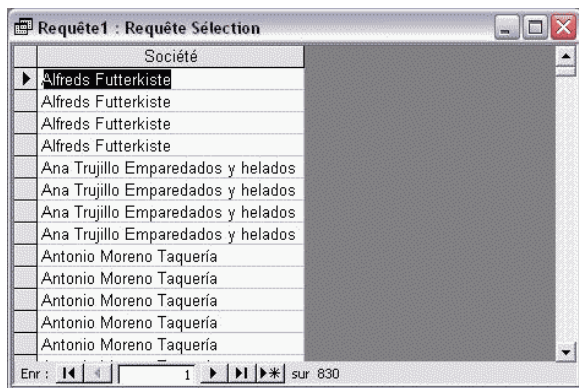 Requête1 : Requête Sélection
Société
Alfreds Futterkiste
Alfreds Futterkiste
Alfreds Futterkiste
Alfreds Futterkiste
Ana Trujillo Emparedados y helados
Ana Trujillo Emparedados y helados
Ana Trujillo Emparedados y helados
Ana Trujillo Emparedados y helados
Antonio Moreno Taquería
Antonio Moreno Taquería
Antonio Moreno Taquería
Antonio Moreno Taquería
Antonio Moreno Taquería
Enr : 1 sur 830